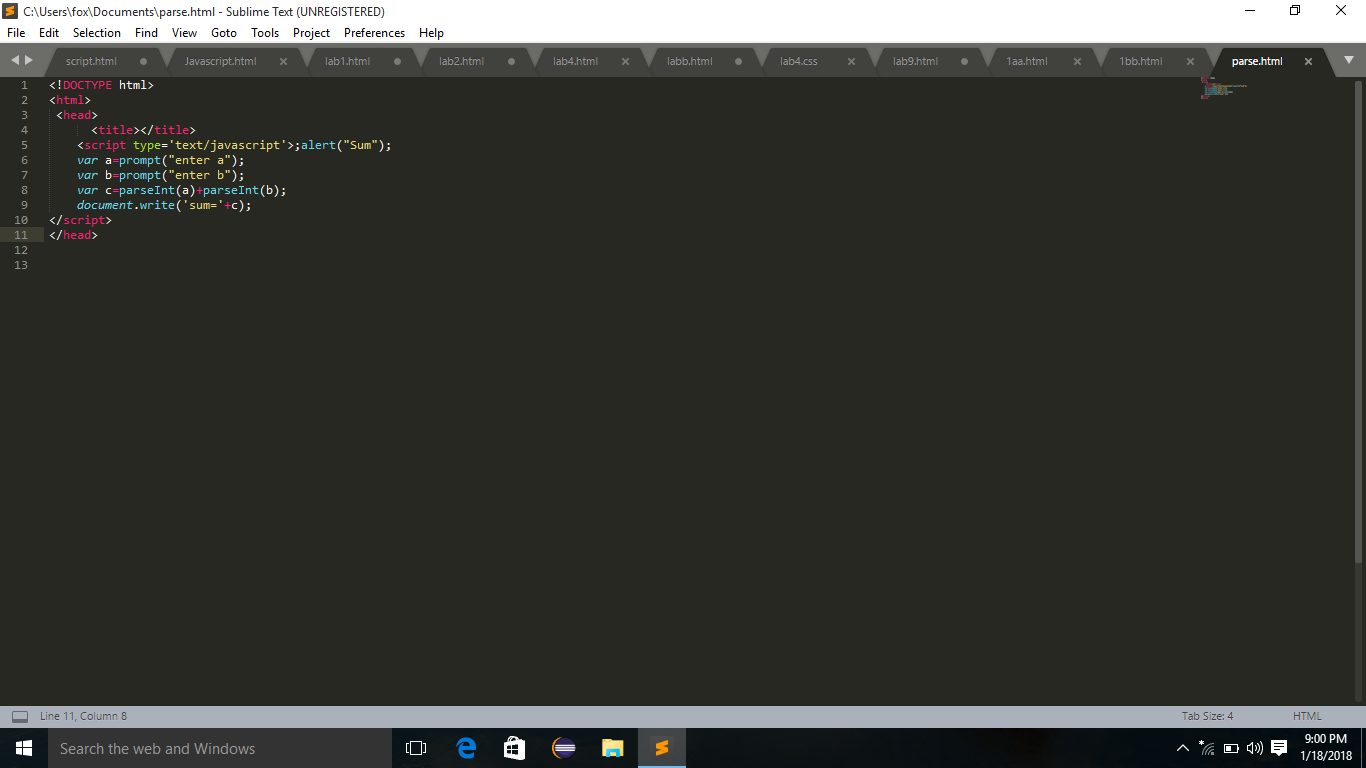 C:\Users\fox\Documents\parse.html - Sublime Text (UNREGISTERED)
File Edit Selection Find View Goto Tools Project Preferences Help
script.html Javascript.html lab1.html lab2.html lab4.html labb.html lab4.css lab9.html 1aa.html 1bb.html parse.html
1 <!DOCTYPE html>
2 <html>
3 <head>
4 <title></title>
5 <script type='text/javascript'>;alert("Sum");
6 var a=prompt("enter a");
7 var b=prompt("enter b");
8 var c=parseInt(a)+parseInt(b);
9 document.write('sum='+c);
10 </script>
11 </head>
12
13
Line 11, Column 8 Tab Size: 4 HTML
Search the web and Windows
9:00 PM
1/18/2018